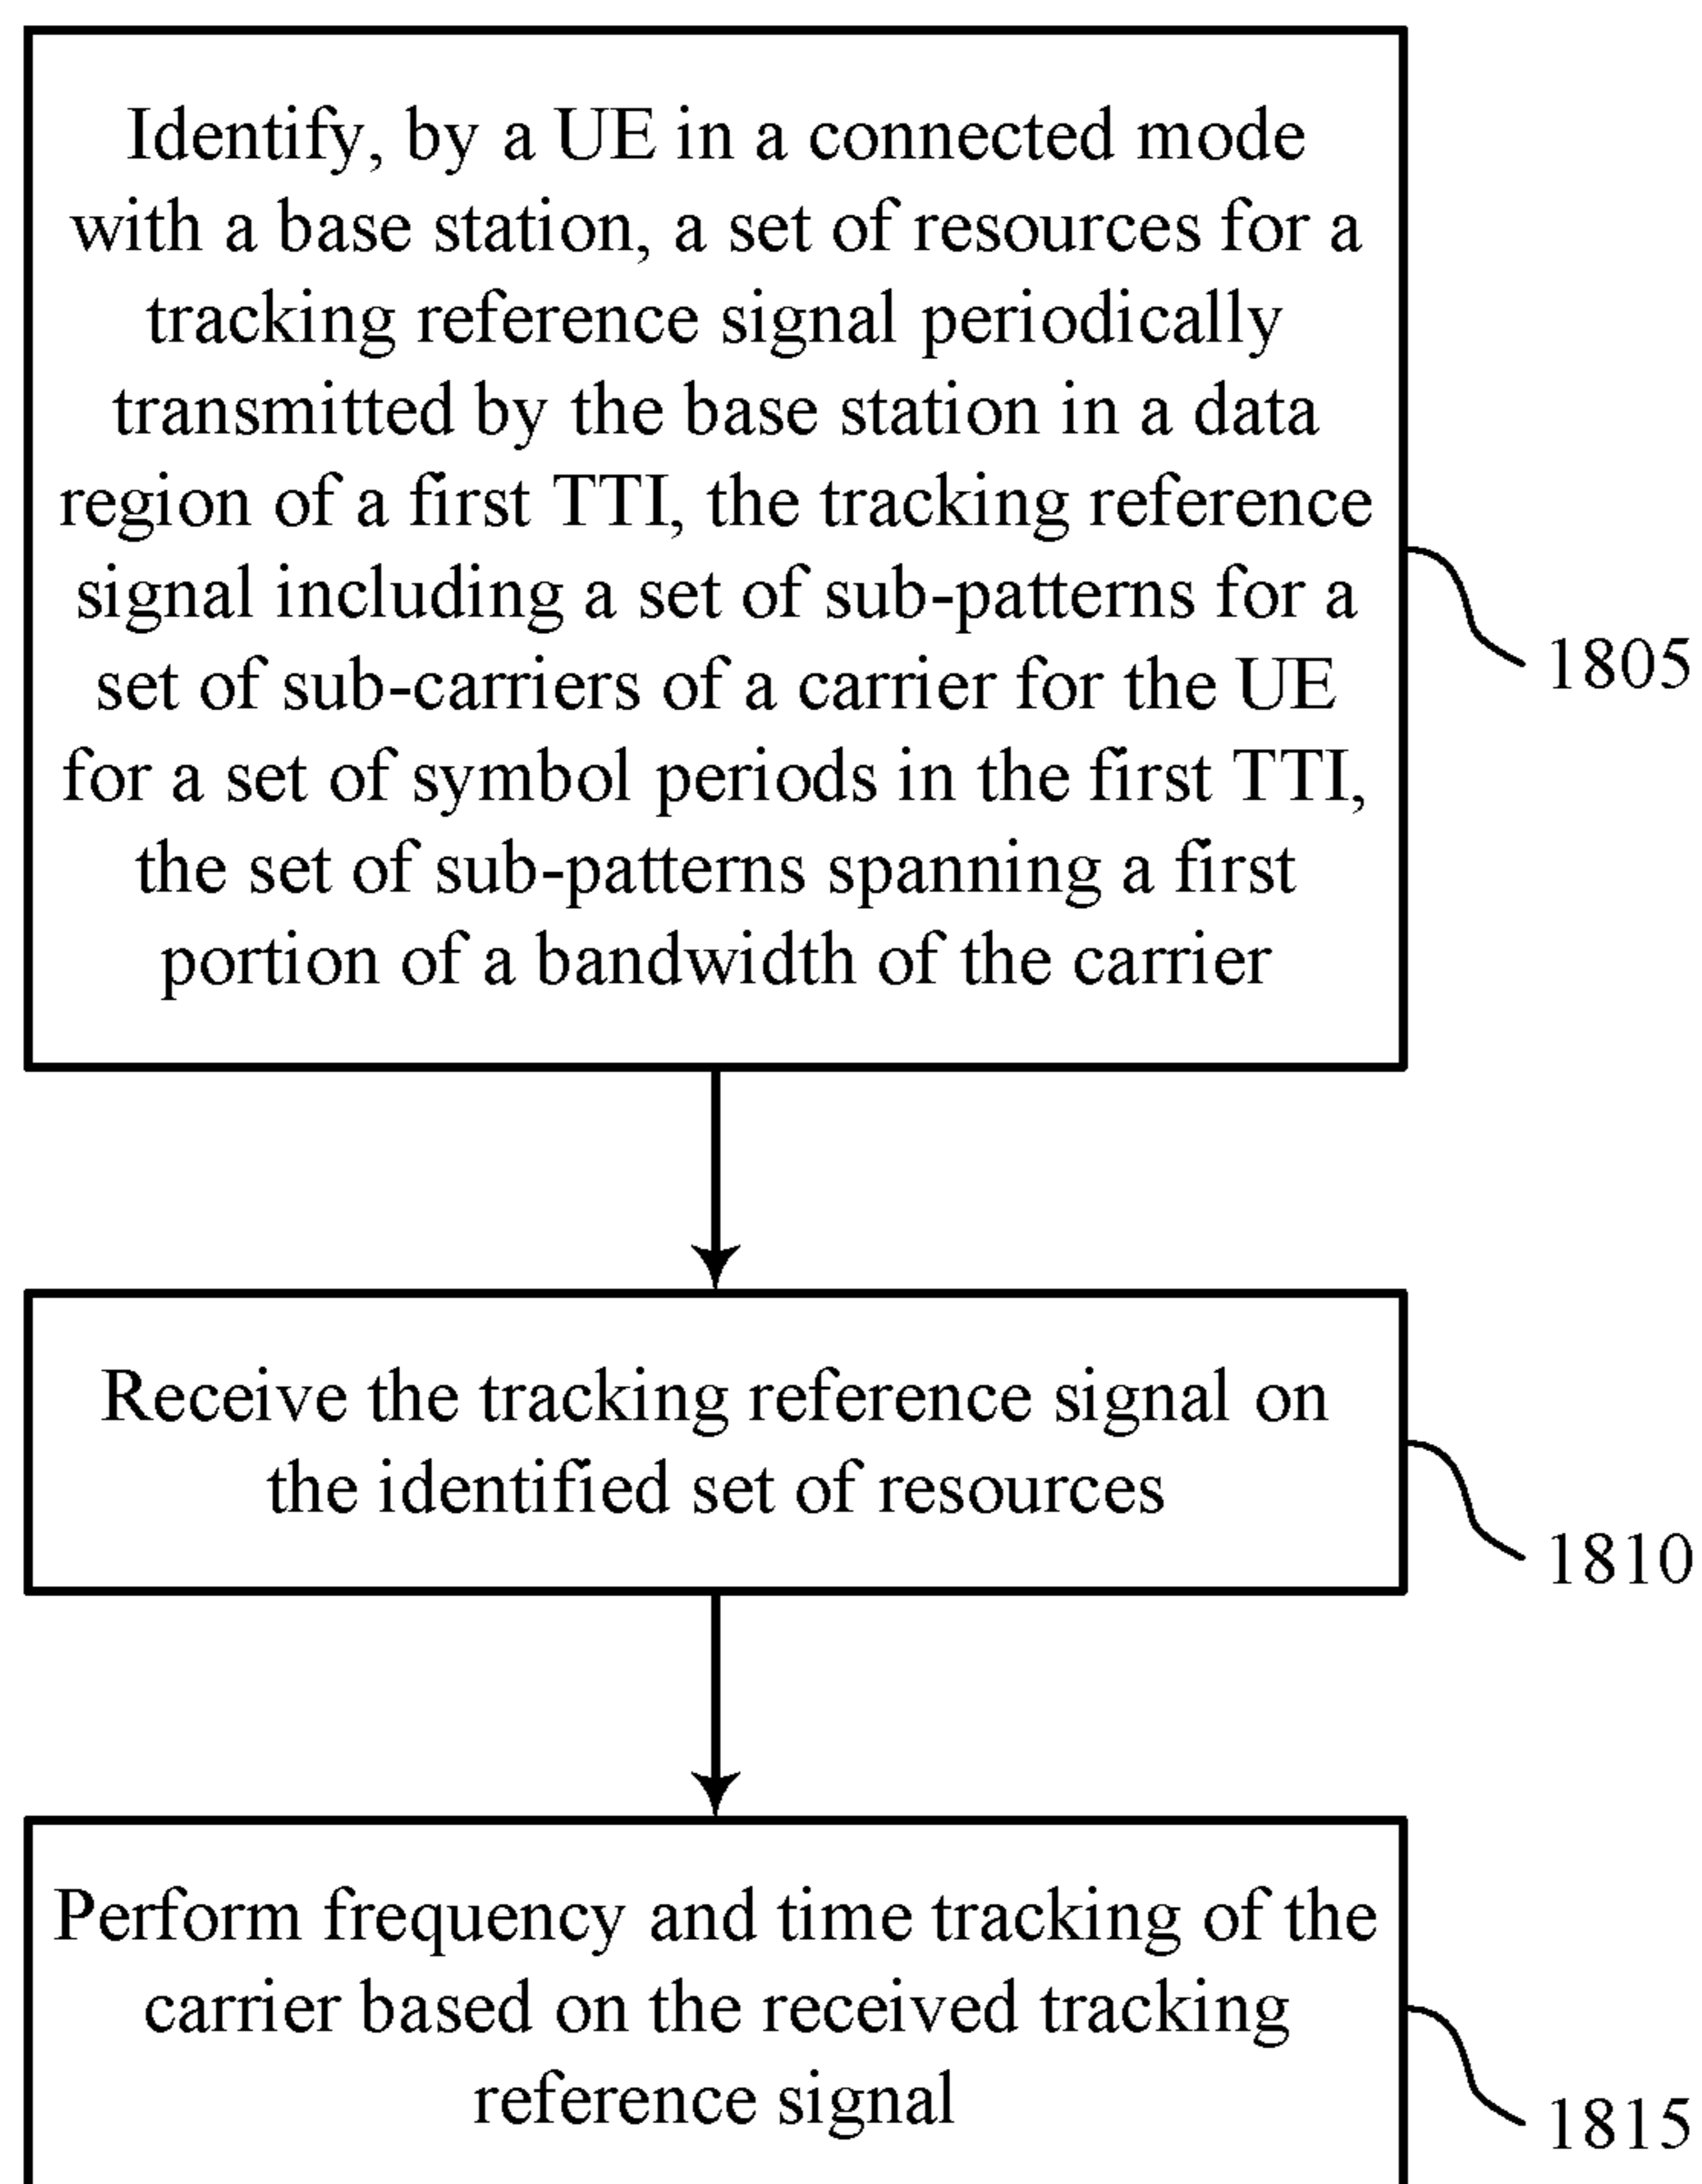 Identify, by a UE in a connected mode
with a base station, a set of resources for a
tracking reference signal periodically
transmitted by the base station in a data
region of a first TTI, the tracking reference
signal including a set of sub-patterns for a
set of sub-carriers of a carrier for the UE
for a set of symbol periods in the first TTI,
the set of sub-patterns spanning a first
portion of a bandwidth of the carrier
1805
Receive the tracking reference signal on
the identified set of resources
1810
Perform frequency and time tracking of the
carrier based on the received tracking
reference signal
1815